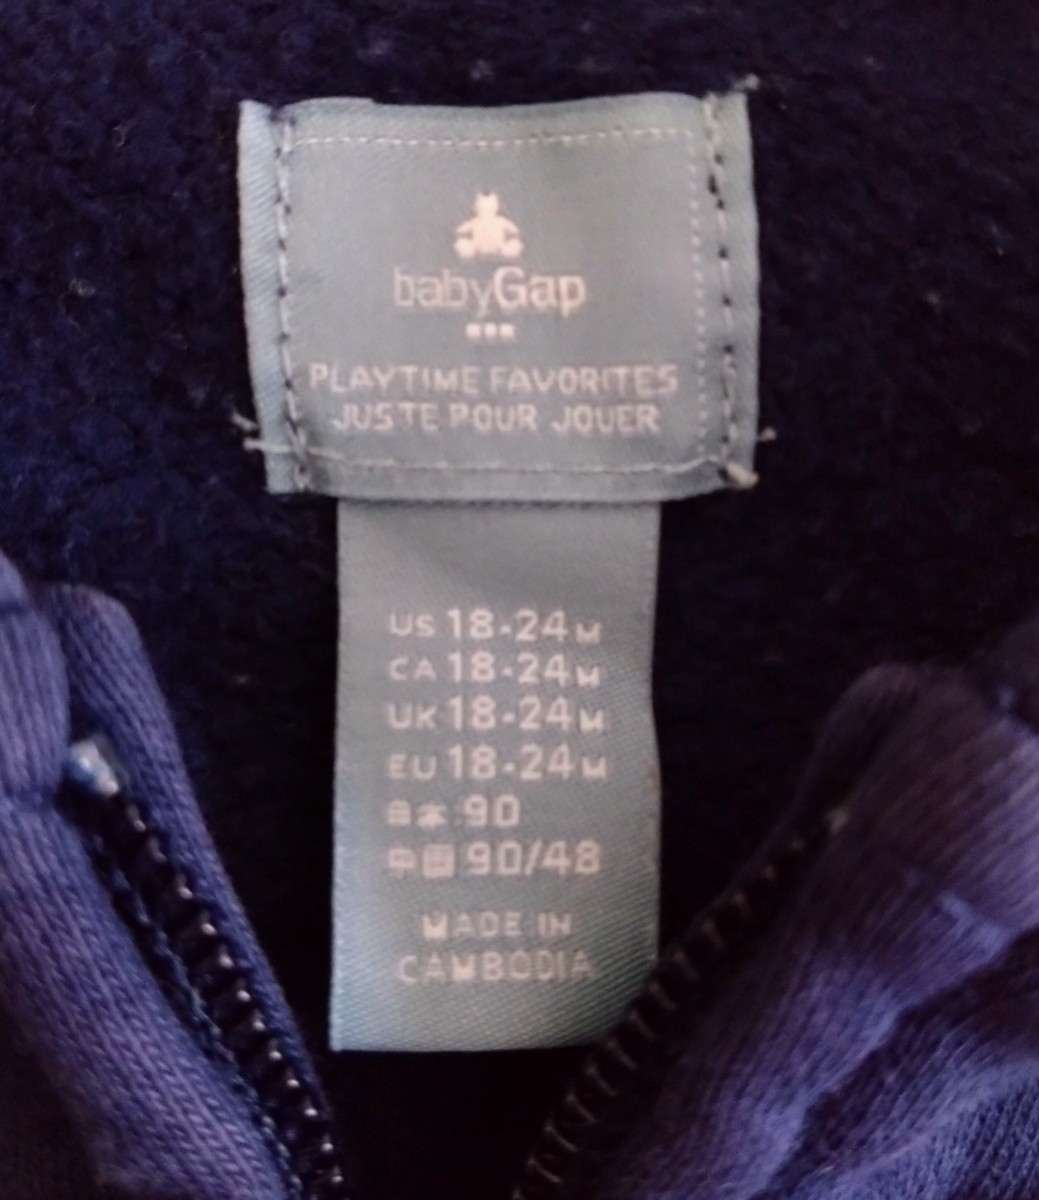 babyGap
PLAYTIME FAVORITES
JUSTE POUR JOUER
US 18-24M
CA 18-24M
UK 18-24M
EU 18-24M
日本 90
中国 90/48
MADE IN
CAMBODIA